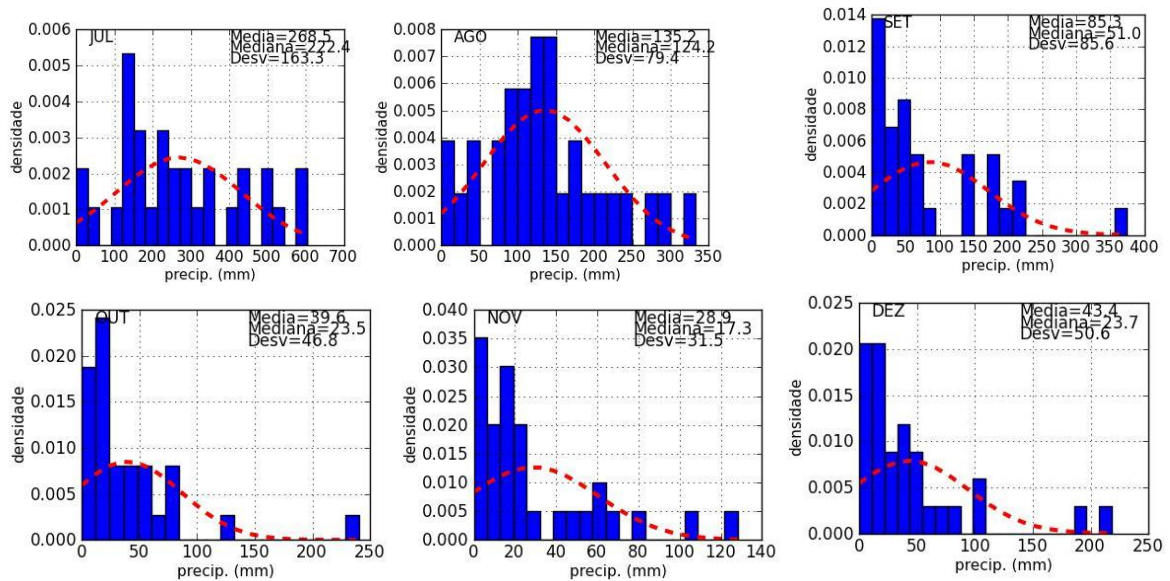 JUL
Media=268.5
Mediana=222.4
Desv=163.3
densidade
0.006
0.005
0.004
0.003
0.002
0.001
0.000
0 100 200 300 400 500 600 700
precip. (mm)
AGO
Media=135.2
Mediana=124.2
Desv=79.4
densidade
0.008
0.007
0.006
0.005
0.004
0.003
0.002
0.001
0.000
0 50 100 150 200 250 300 350
precip. (mm)
SET
Media=85.3
Mediana=51.0
Desv=85.6
densidade
0.014
0.012
0.010
0.008
0.006
0.004
0.002
0.000
0 50 100 150 200 250 300 350 400
precip. (mm)
OUT
Media=39.6
Mediana=23.5
Desv=46.8
densidade
0.025
0.020
0.015
0.010
0.005
0.000
0 50 100 150 200 250
precip. (mm)
NOV
Media=28.9
Mediana=17.3
Desv=31.5
densidade
0.040
0.035
0.030
0.025
0.020
0.015
0.010
0.005
0.000
0 20 40 60 80 100 120 140
precip. (mm)
DEZ
Media=43.4
Mediana=23.7
Desv=50.6
densidade
0.025
0.020
0.015
0.010
0.005
0.000
0 50 100 150 200 250
precip. (mm)